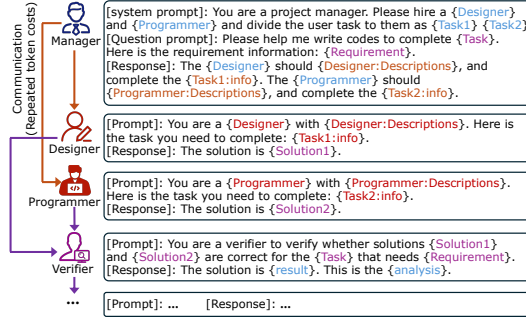 Communication
(Repeated token costs)
Manager
[system prompt]: You are a project manager. Please hire a {Designer}
and {Programmer} and divide the user task to them as {Task1} {Task2}
[Question prompt]: Please help me write codes to complete {Task}.
Here is the requirement information: {Requirement}.
[Response]: The {Designer} should {Designer:Descriptions}, and
complete the {Task1:info}. The {Programmer} should
{Programmer:Descriptions}, and complete the {Task2:info}.
Designer
[Prompt]: You are a {Designer} with {Designer:Descriptions}. Here is
the task you need to complete: {Task1:info}.
[Response]: The solution is {Solution1}.
Programmer
[Prompt]: You are a {Programmer} with {Programmer:Descriptions}.
Here is the task you need to complete: {Task2:info}.
[Response]: The solution is {Solution2}.
Verifier
[Prompt]: You are a verifier to verify whether solutions {Solution1}
and {Solution2} are correct for the {Task} that needs {Requirement}.
[Response]: The solution is {result}. This is the {analysis}.
...
[Prompt]: ... [Response]: ...